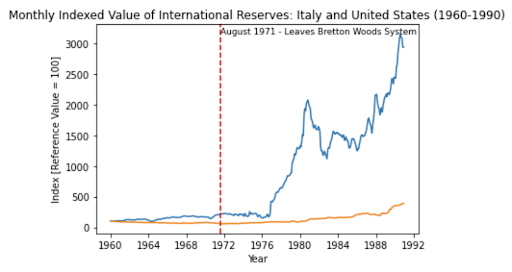 Monthly Indexed Value of International Reserves: Italy and United States (1960-1990)
August 1971 - Leaves Bretton Woods System
3000
2500
2000
1500
1000
500
0
Index [Reference Value = 100]
1960 1964 1968 1972 1976 1980 1984 1988 1992
Year